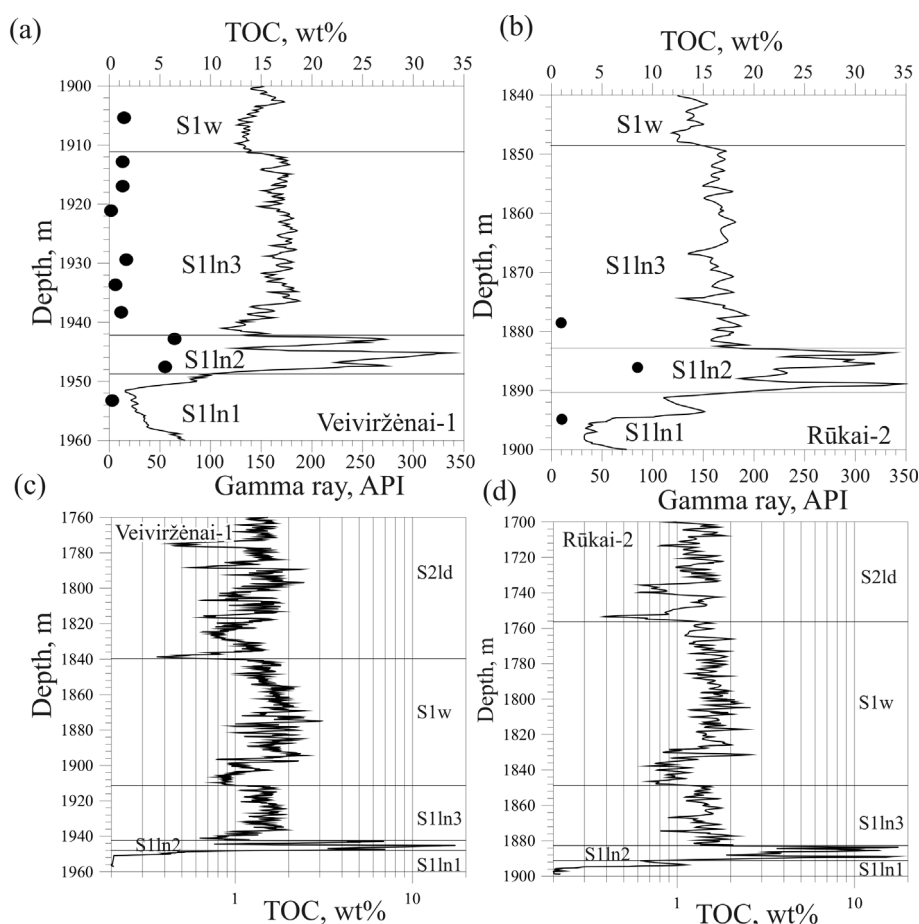 (a)
TOC, wt%
0 5 10 15 20 25 30 35
1900
1910
1920
1930
1940
1950
1960
Depth, m
S1w
S1ln3
S1ln2
S1ln1
Veiviržėnai-1
0 50 100 150 200 250 300 350
Gamma ray, API
(b)
TOC, wt%
0 5 10 15 20 25 30 35
1840
1850
1860
1870
1880
1890
1900
Depth, m
S1w
S1ln3
S1ln2
S1ln1
Rūkai-2
0 50 100 150 200 250 300 350
Gamma ray, API
(c)
1760
1780
1800
1820
1840
1860
1880
1900
1920
1940
1960
Depth, m
Veiviržėnai-1
S2ld
S1w
S1ln3
S1ln2
S1ln1
1 10
TOC, wt%
(d)
1700
1720
1740
1760
1780
1800
1820
1840
1860
1880
1900
Depth, m
Rūkai-2
S2ld
S1w
S1ln3
S1ln2
S1ln1
1 10
TOC, wt%